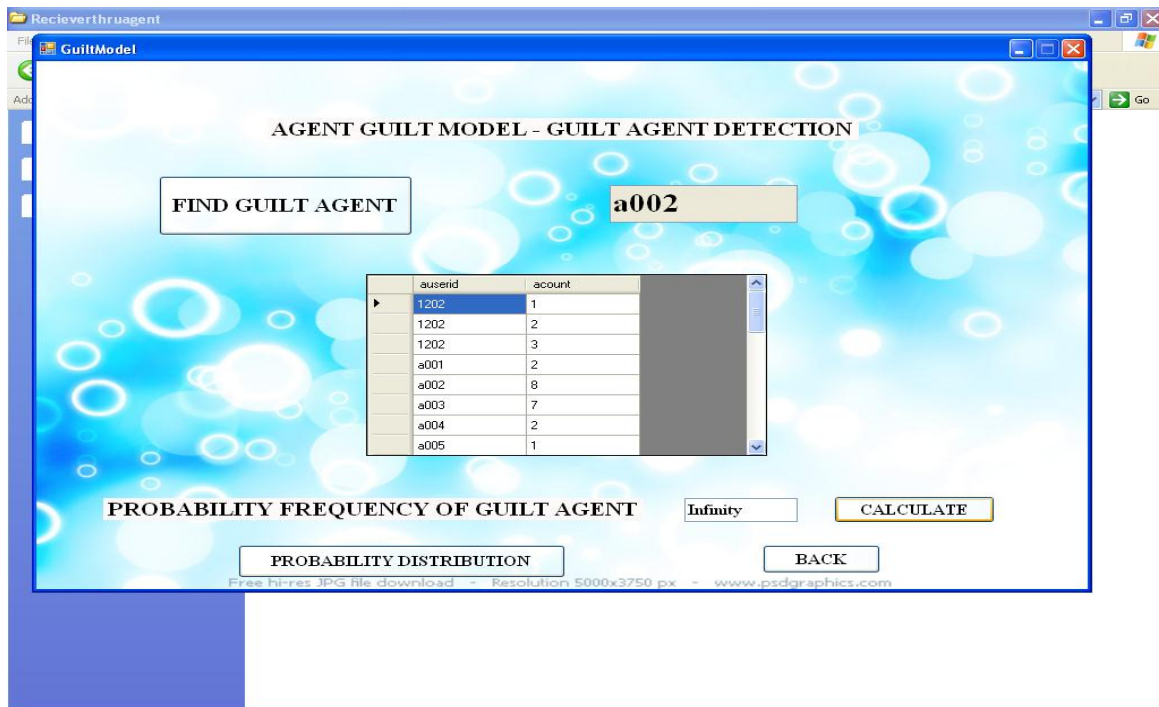 Recieverthruagent
GuiltModel
Go
AGENT GUILT MODEL - GUILT AGENT DETECTION
FIND GUILT AGENT
a002
auserid acount
1202 1
1202 2
1202 3
a001 2
a002 8
a003 7
a004 2
a005 1
PROBABILITY FREQUENCY OF GUILT AGENT Infinity CALCULATE
PROBABILITY DISTRIBUTION BACK
Free hi-res JPG file download - Resolution 5000x3750 px - www.psdgraphics.com